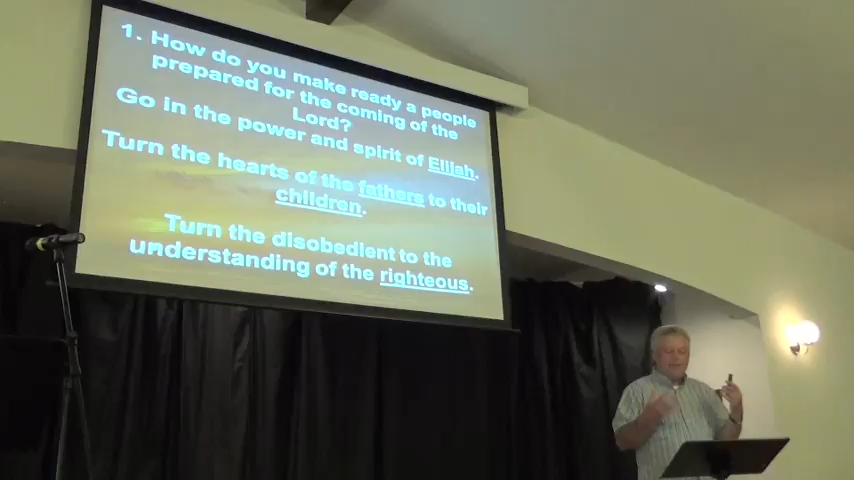 1. How do you make ready a people
prepared for the coming of the
Lord?
Go in the power and spirit of Elijah.
Turn the hearts of the fathers to their
children.
Turn the disobedient to the
understanding of the righteous.